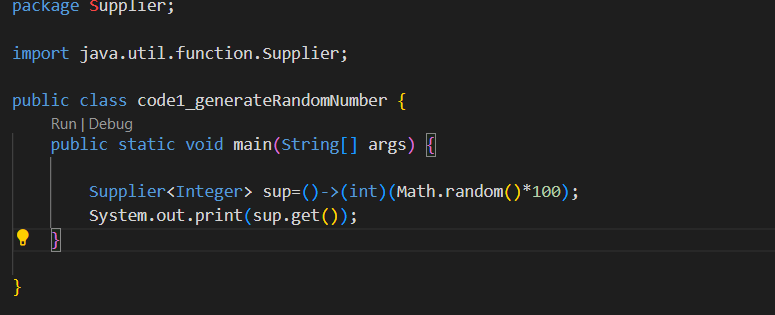 package Supplier;
import java.util.function.Supplier;
public class code1_generateRandomNumber {
Run | Debug
public static void main(String[] args) {
Supplier<Integer> sup=()->(int)(Math.random()*100);
System.out.print(sup.get());
}
}